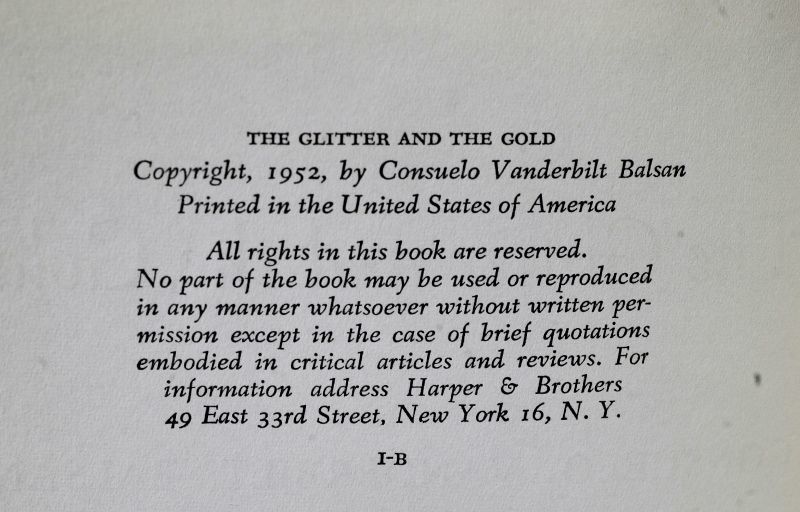 THE GLITTER AND THE GOLD
Copyright, 1952, by Consuelo Vanderbilt Balsan
Printed in the United States of America
All rights in this book are reserved.
No part of the book may be used or reproduced
in any manner whatsoever without written per-
mission except in the case of brief quotations
embodied in critical articles and reviews. For
information address Harper & Brothers
49 East 33rd Street, New York 16, N. Y.
I-B